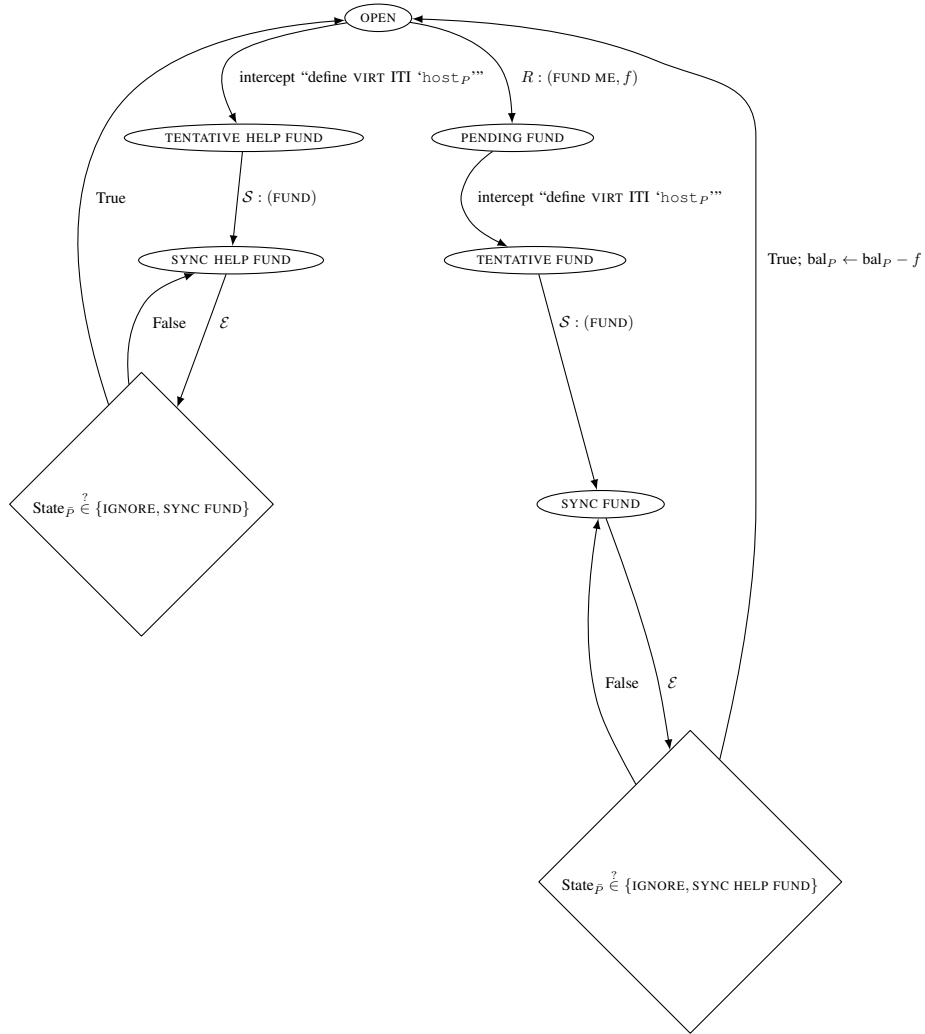 OPEN
intercept “define VIRT ITI ‘host_P’”
R : (FUND ME, f)
TENTATIVE HELP FUND
PENDING FUND
True
S : (FUND)
intercept “define VIRT ITI ‘host_P’”
SYNC HELP FUND
TENTATIVE FUND
True; bal_P ← bal_P − f
False
E
S : (FUND)
State_P̄ ∈? {IGNORE, SYNC FUND}
SYNC FUND
False
E
State_P̄ ∈? {IGNORE, SYNC HELP FUND}